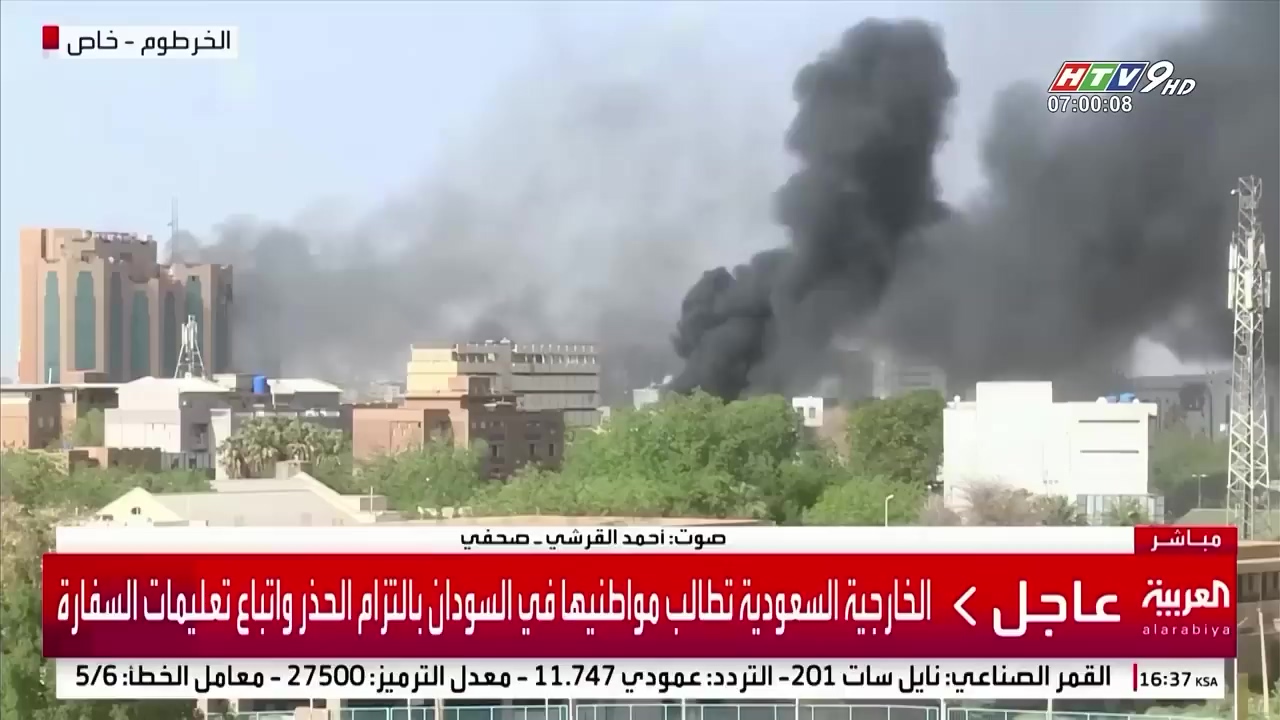 الخرطوم - خاص
HTV9 HD
07:00:08
صوت: أحمد القرشي - صحفي
مباشر
العربية
alarabiya
عاجل > الخارجية السعودية تطالب مواطنيها في السودان بالتزام الحذر واتباع تعليمات السفارة
16:37 KSA
القمر الصناعي: نايل سات 201- التردد: عمودي 11.747 - معدل الترميز: 27500 - معامل الخطأ: 5/6